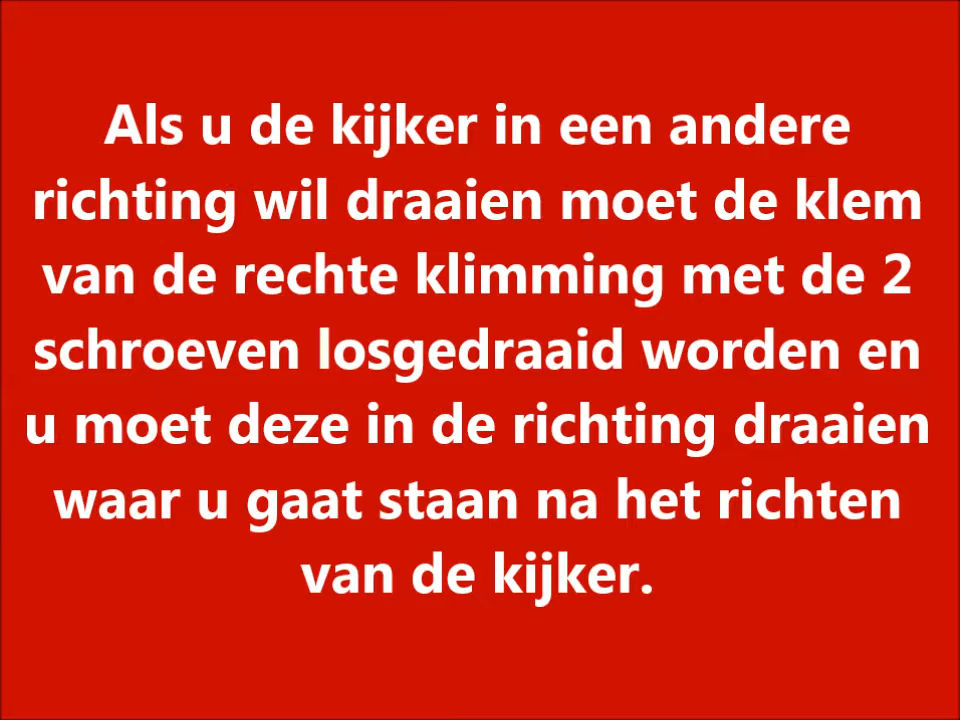 Als u de kijker in een andere
richting wil draaien moet de klem
van de rechte klimming met de 2
schroeven losgedraaid worden en
u moet deze in de richting draaien
waar u gaat staan na het richten
van de kijker.